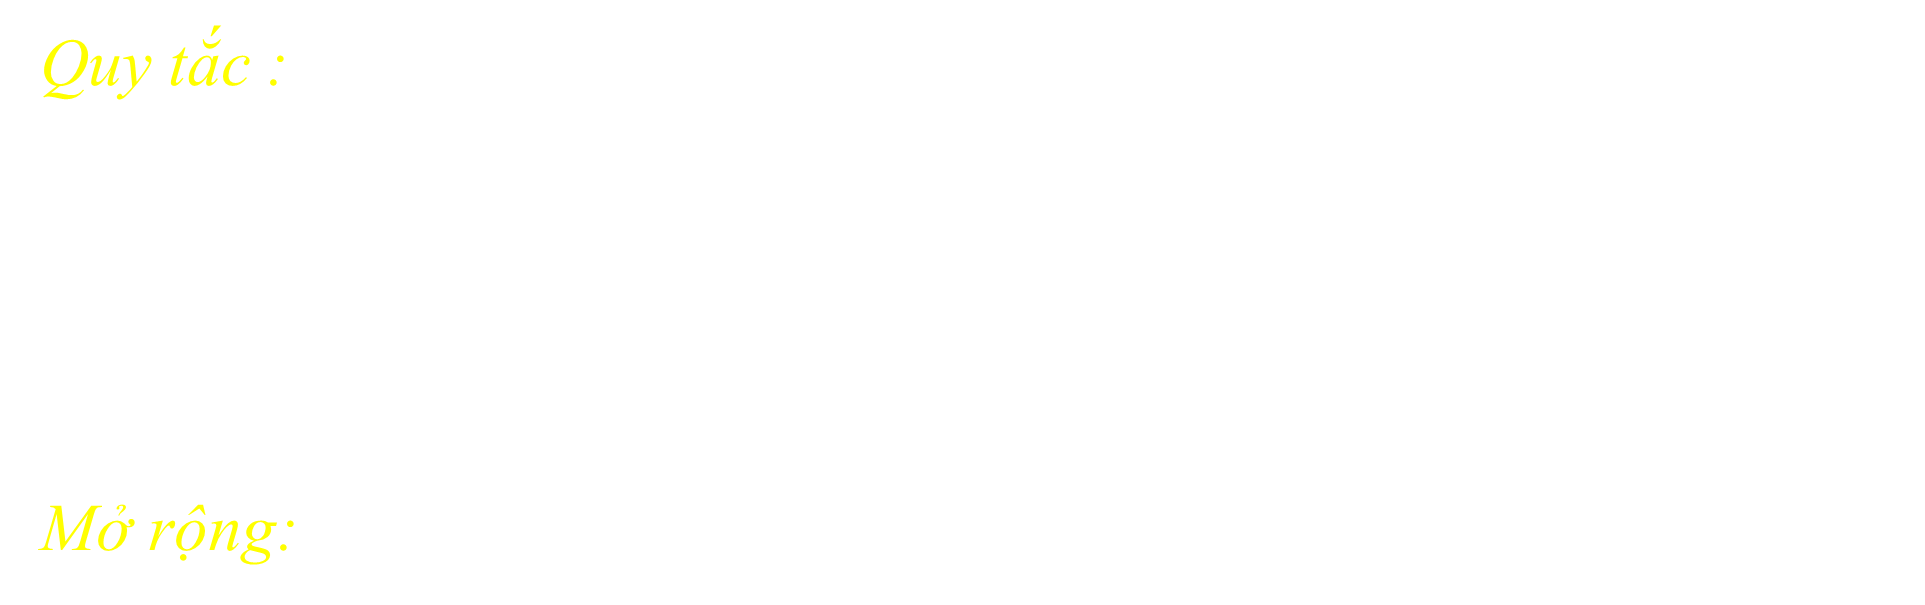 Quy tắc :
Mở rộng: